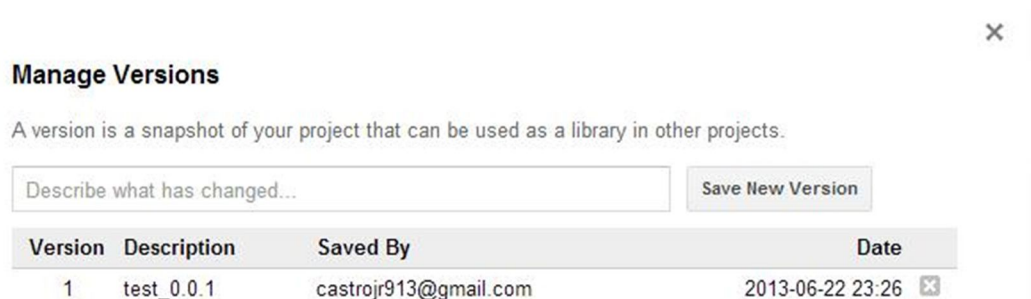 Manage Versions
A version is a snapshot of your project that can be used as a library in other projects.
Describe what has changed...
Save New Version
Version Description Saved By Date
1 test_0.0.1 castrojr913@gmail.com 2013-06-22 23:26